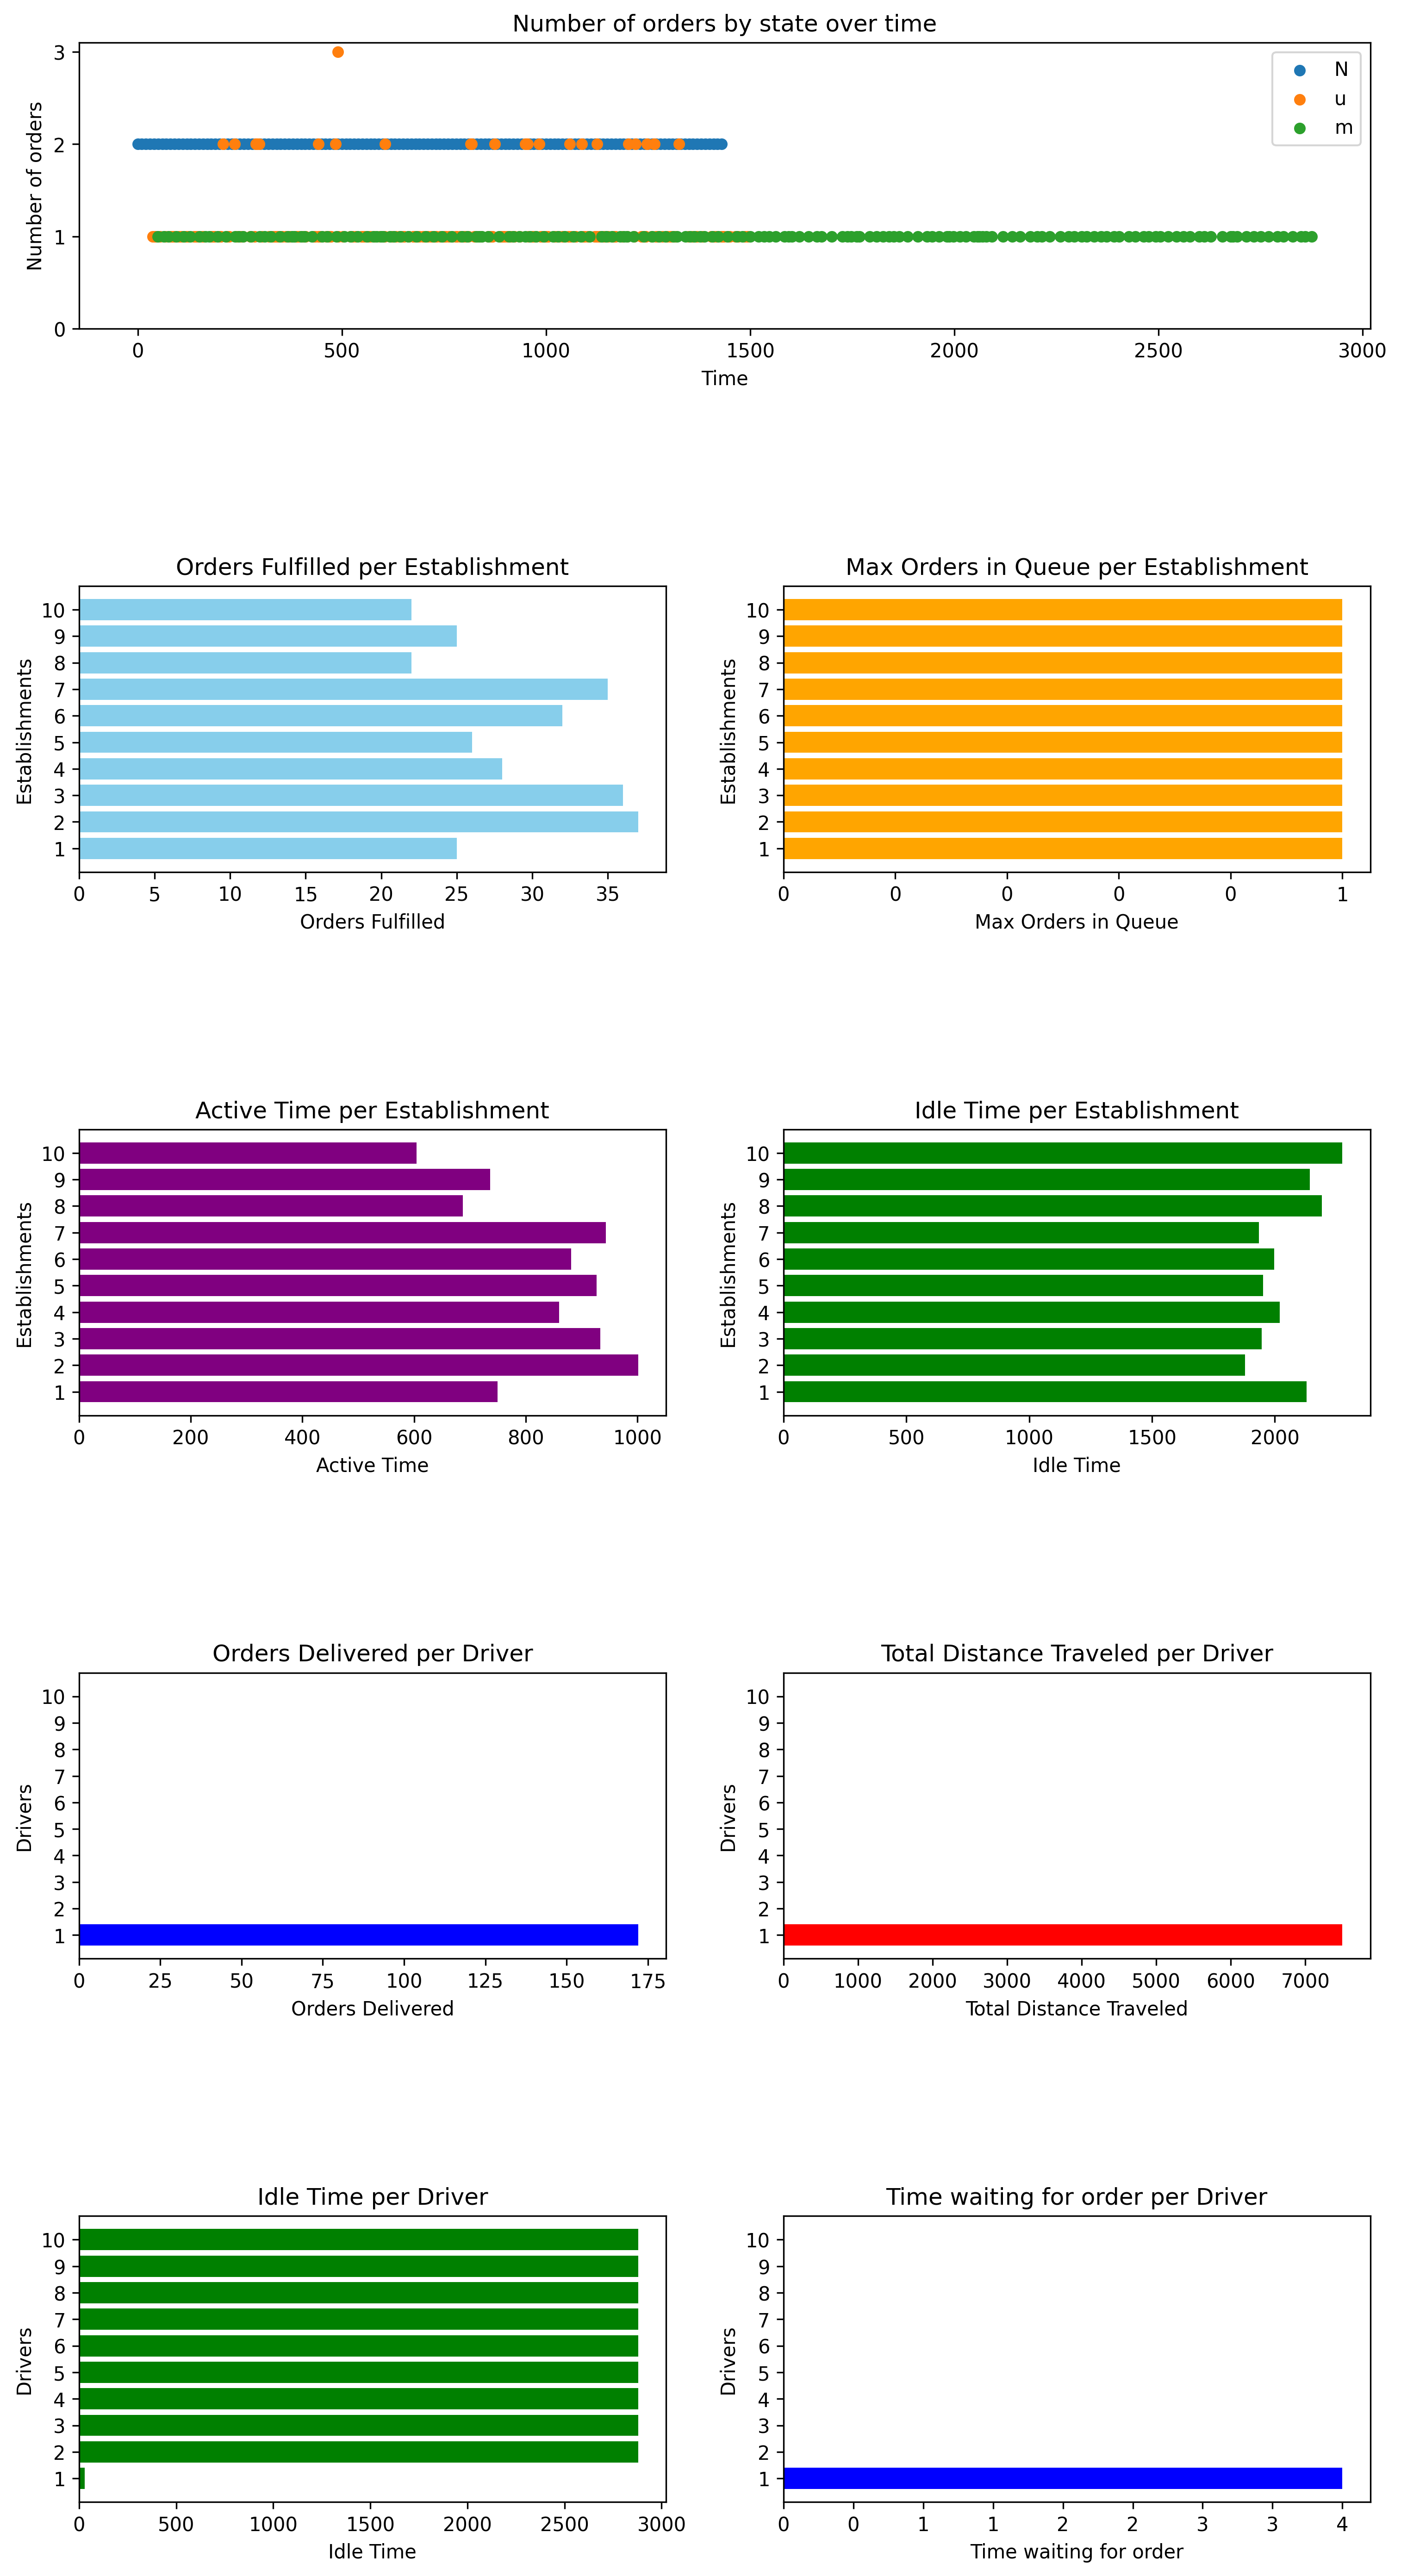 Number of orders by state over time
Number of orders
3
2
1
0
N
u
m
0 500 1000 1500 2000 2500 3000
Time
Orders Fulfilled per Establishment
Establishments
10
9
8
7
6
5
4
3
2
1
0 5 10 15 20 25 30 35
Orders Fulfilled
Max Orders in Queue per Establishment
Establishments
10
9
8
7
6
5
4
3
2
1
0 0 0 0 0 1
Max Orders in Queue
Active Time per Establishment
Establishments
10
9
8
7
6
5
4
3
2
1
0 200 400 600 800 1000
Active Time
Idle Time per Establishment
Establishments
10
9
8
7
6
5
4
3
2
1
0 500 1000 1500 2000
Idle Time
Orders Delivered per Driver
Drivers
10
9
8
7
6
5
4
3
2
1
0 25 50 75 100 125 150 175
Orders Delivered
Total Distance Traveled per Driver
Drivers
10
9
8
7
6
5
4
3
2
1
0 1000 2000 3000 4000 5000 6000 7000
Total Distance Traveled
Idle Time per Driver
Drivers
10
9
8
7
6
5
4
3
2
1
0 500 1000 1500 2000 2500 3000
Idle Time
Time waiting for order per Driver
Drivers
10
9
8
7
6
5
4
3
2
1
0 0 1 1 2 2 3 3 4
Time waiting for order